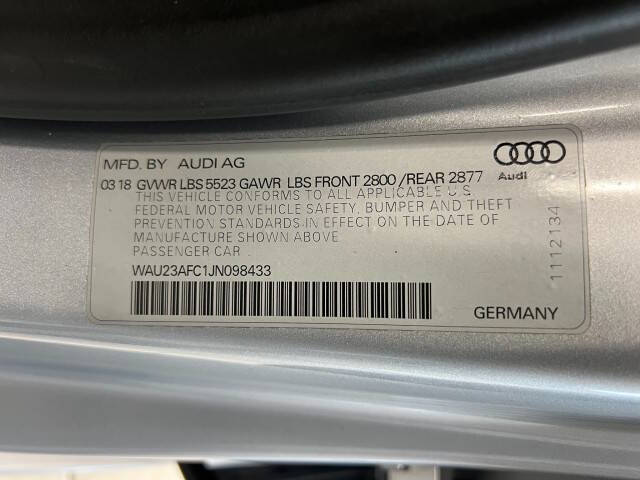 MFD. BY AUDI AG
03 18 GVWR LBS 5523 GAWR LBS FRONT 2800 /REAR 2877
THIS VEHICLE CONFORMS TO ALL APPLICABLE U S
FEDERAL MOTOR VEHICLE SAFETY, BUMPER AND THEFT
PREVENTION STANDARDS IN EFFECT ON THE DATE OF
MANUFACTURE SHOWN ABOVE
PASSENGER CAR
WAU23AFC1JN098433
GERMANY
Audi
1112134